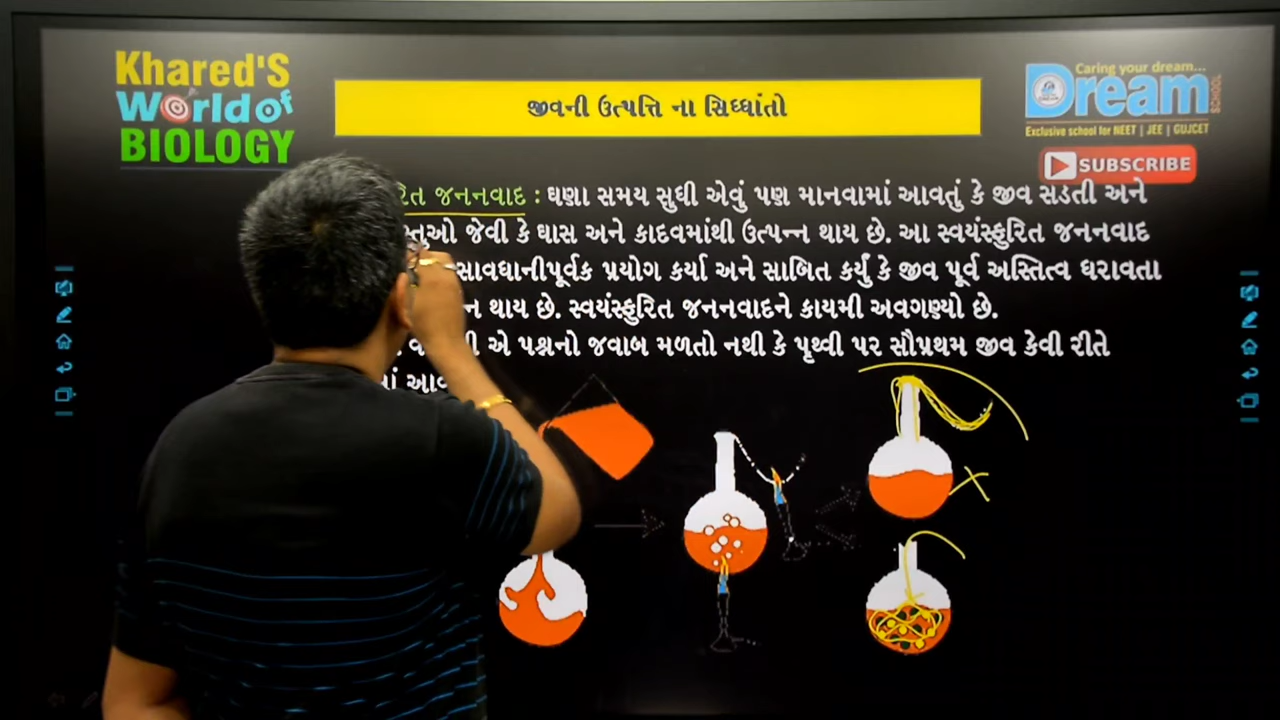 Khared'S
World of
BIOLOGY
જીવની ઉત્પત્તિ ના સિધ્ધાંતો
Caring your dream...
Dream
SCHOOL
Exclusive school for NEET | JEE | GUJCET
SUBSCRIBE
જનનવાદ : ઘણા સમય સુધી એવું પણ માનવામાં આવતું કે જીવ સડતી અને
જેવી કે ઘાસ અને કાદવમાંથી ઉત્પન્ન થાય છે. આ સ્વયંસ્ફુરિત જનનવાદ
સાવધાનીપૂર્વક પ્રયોગ કર્યા અને સાબિત કર્યું કે જીવ પૂર્વ અસ્તિત્વ ધરાવતા
થાય છે. સ્વયંસ્ફુરિત જનનવાદને કાયમી અવગણ્યો છે.
એ પશ્નનો જવાબ મળતો નથી કે પૃથ્વી પર સૌપ્રથમ જીવ કેવી રીતે